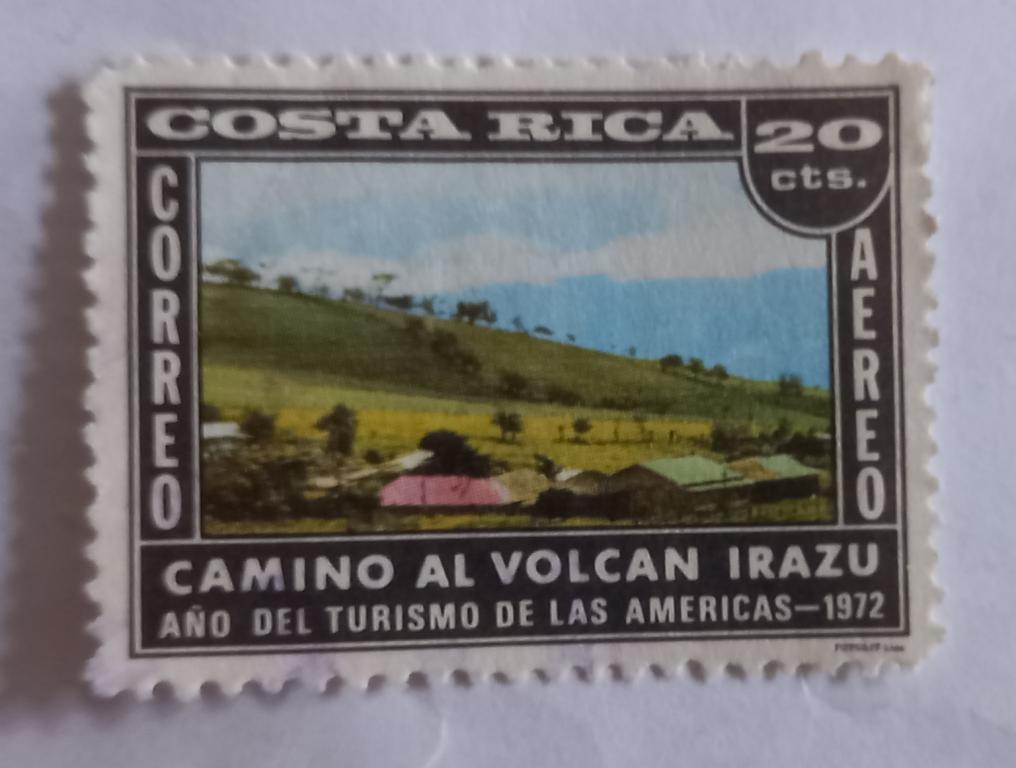 COSTA RICA
20
cts.
CORREO
AEREO
CAMINO AL VOLCAN IRAZU
AÑO DEL TURISMO DE LAS AMERICAS—1972